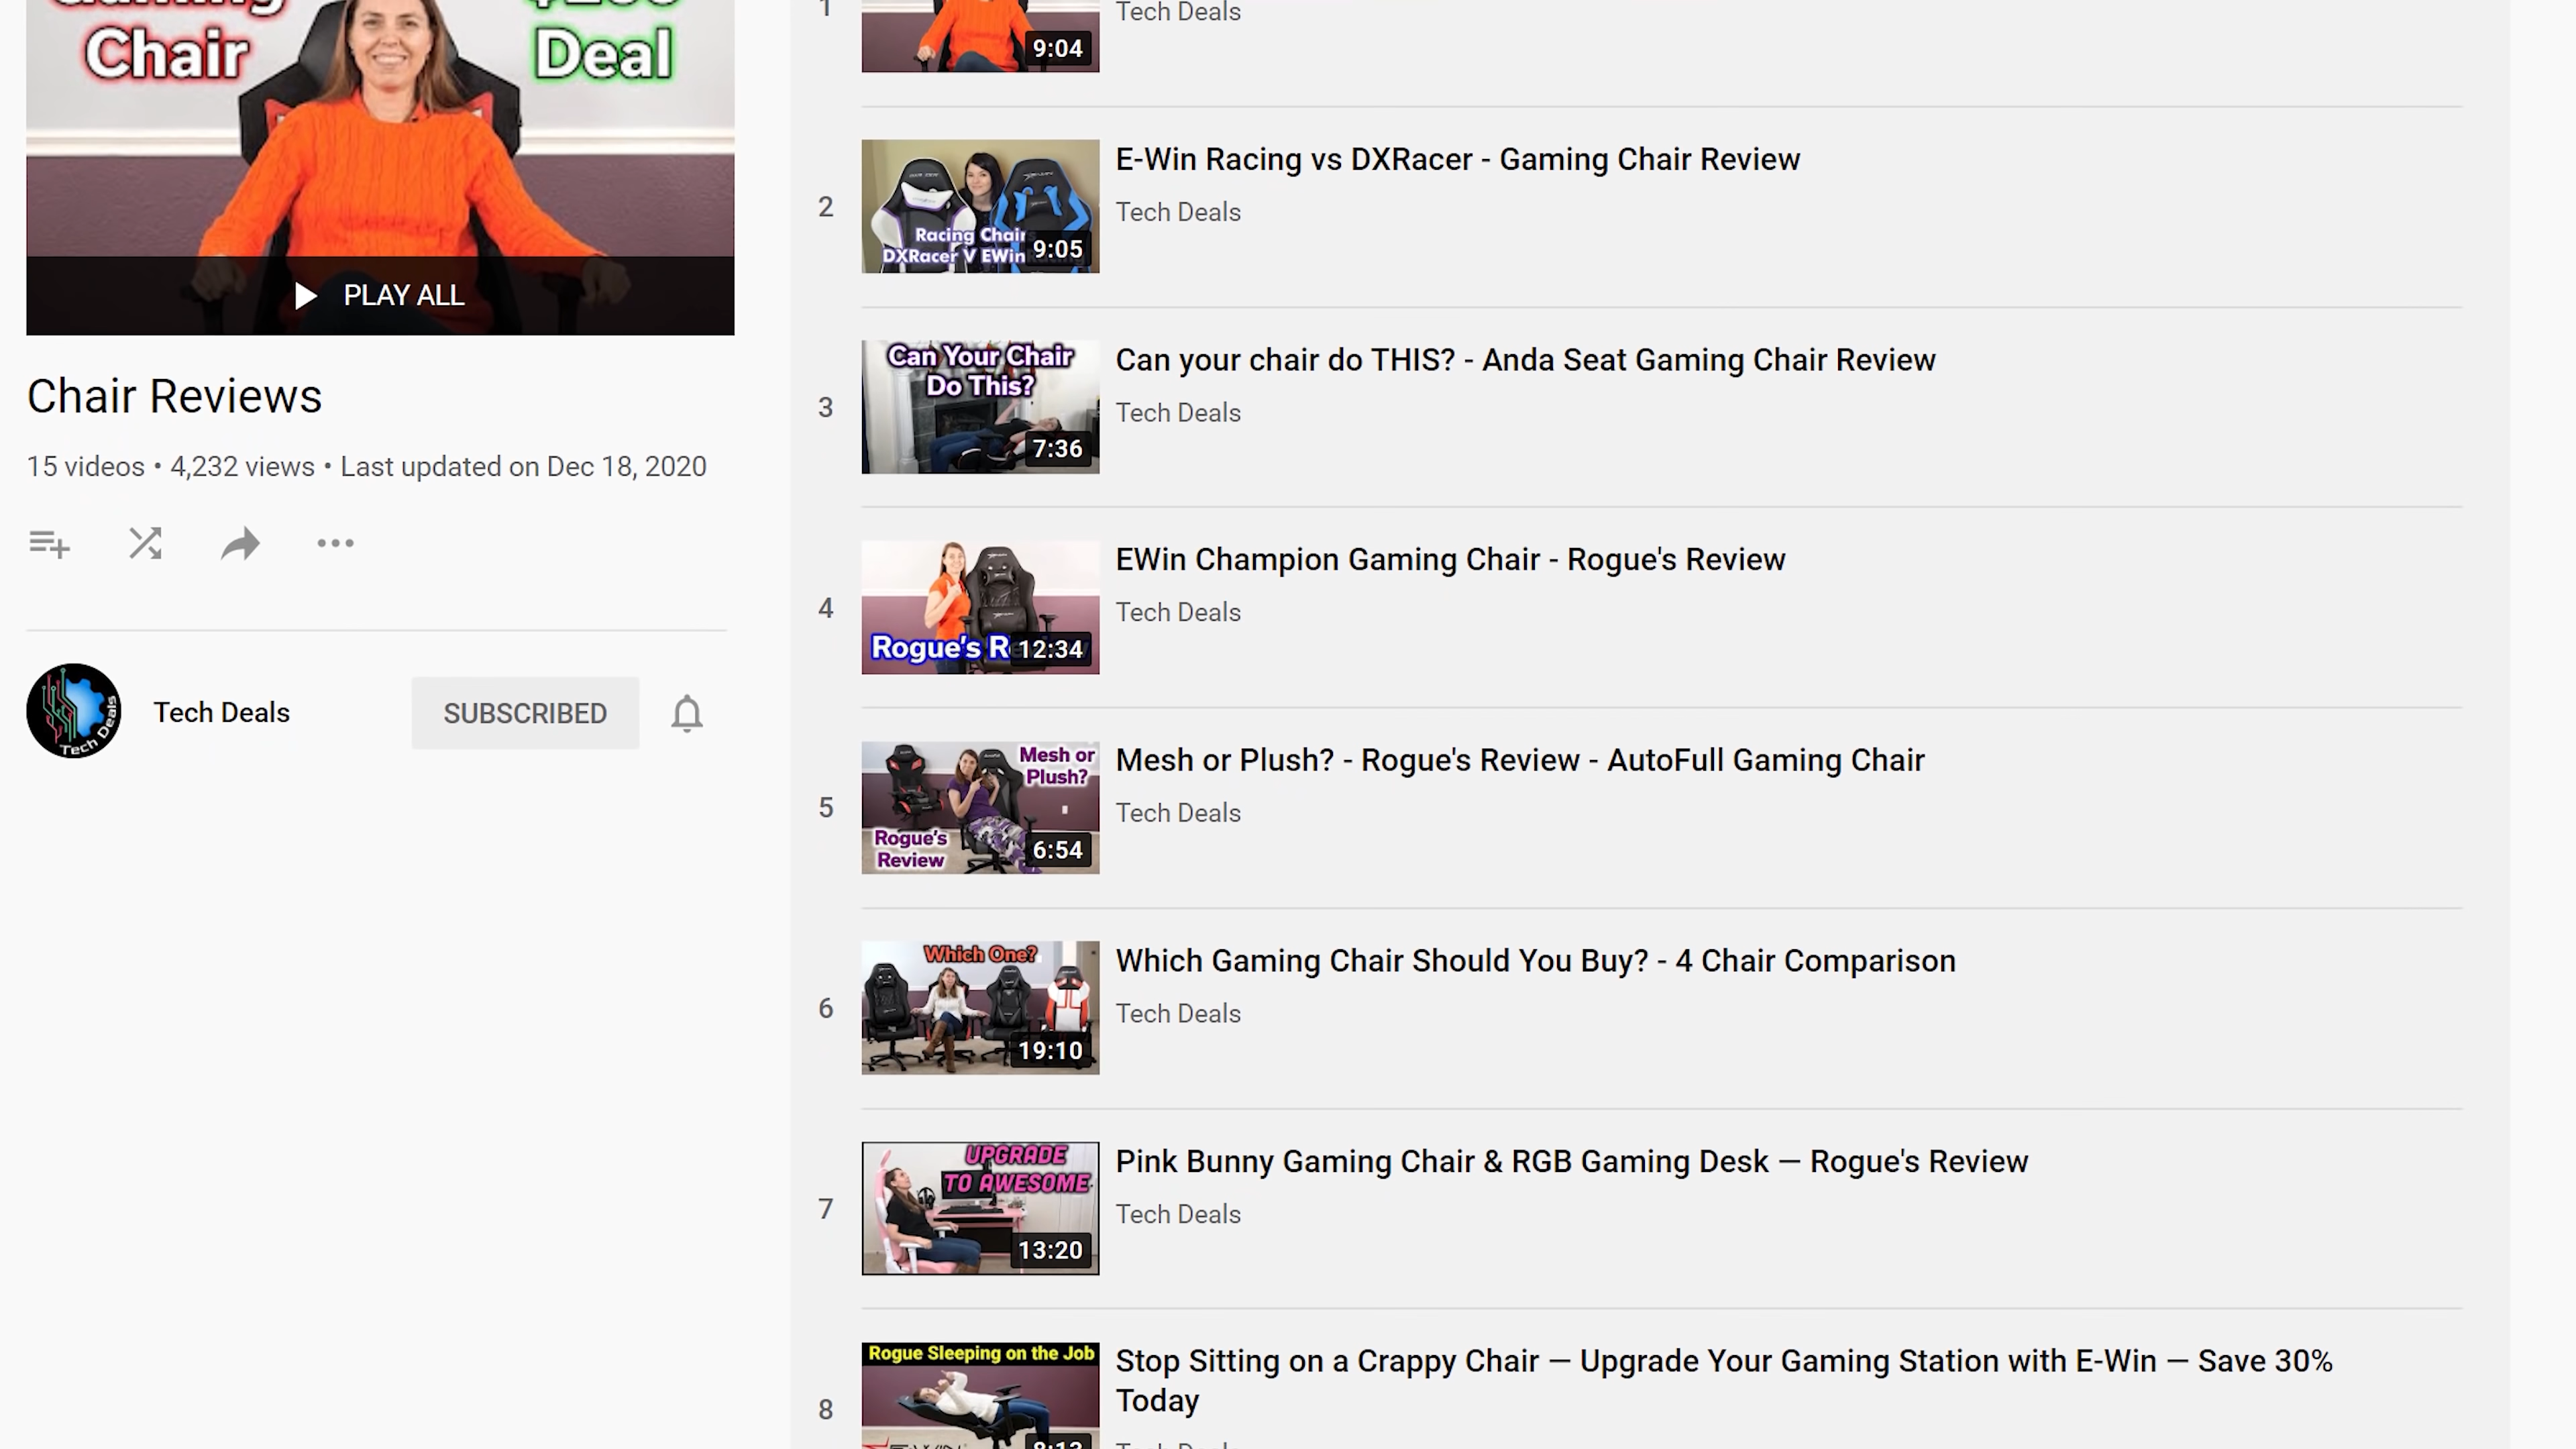 Chair
Deal
PLAY ALL
Chair Reviews
15 videos • 4,232 views • Last updated on Dec 18, 2020
Tech Deals
Tech Deals
SUBSCRIBED
1
9:04
Tech Deals
2
Racing Chair
DXRacer V EWin
9:05
E-Win Racing vs DXRacer - Gaming Chair Review
Tech Deals
3
Can Your Chair
Do This?
7:36
Can your chair do THIS? - Anda Seat Gaming Chair Review
Tech Deals
4
Rogue's R
12:34
EWin Champion Gaming Chair - Rogue's Review
Tech Deals
5
Mesh or
Plush?
Rogue's
Review
6:54
Mesh or Plush? - Rogue's Review - AutoFull Gaming Chair
Tech Deals
6
Which One?
19:10
Which Gaming Chair Should You Buy? - 4 Chair Comparison
Tech Deals
7
UPGRADE
TO AWESOME
13:20
Pink Bunny Gaming Chair & RGB Gaming Desk — Rogue's Review
Tech Deals
8
Rogue Sleeping on the Job
Stop Sitting on a Crappy Chair — Upgrade Your Gaming Station with E-Win — Save 30%
Today